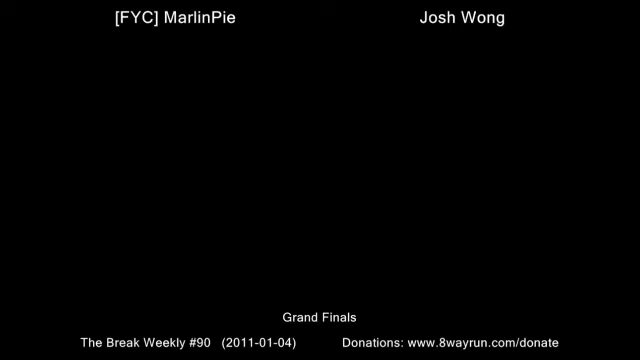 [FYC] MarlinPie Josh Wong
Grand Finals
The Break Weekly #90 (2011-01-04) Donations: www.8wayrun.com/donate